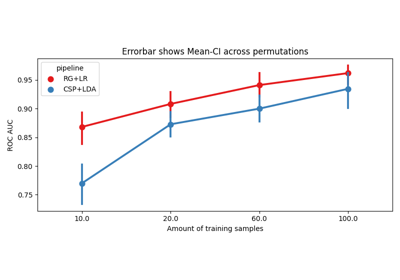 Errorbar shows Mean-CI across permutations
pipeline
RG+LR
CSP+LDA
ROC AUC
0.95
0.90
0.85
0.80
0.75
10.0 20.0 60.0 100.0
Amount of training samples